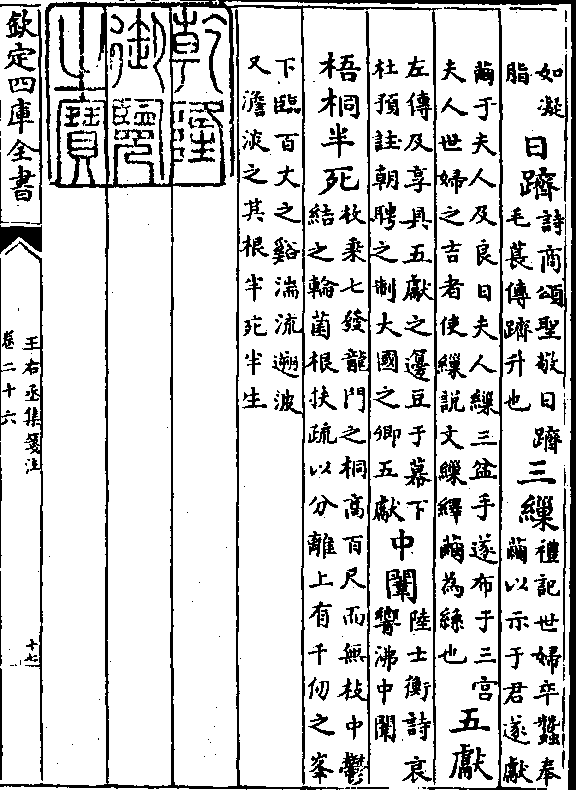 如凝
脂
日躋
詩商頌聖敬日躋
毛萇傳躋升也
三繅
禮記世婦卒蠶奉
繭以示于君遂獻
繭于夫人及良日夫人繅三盆手遂布于三宮
夫人世婦之吉者使繅說文繅繹繭為絲也
五獻
左傳及享具五獻之籩豆于幕下
杜預註朝聘之制大國之卿五獻
中闈
陸士衡詩哀
響沸中闈
梧桐半死
枚乘七發龍門之桐高百尺而無枝中鬱
結之輪菌根扶疏以分離上有千仞之峯
下臨百丈之谿湍流遡波
又澹淡之其根半死半生
乾隆
御覽
之寶
欽定四庫全書
王右丞集箋注
卷二十六
十七